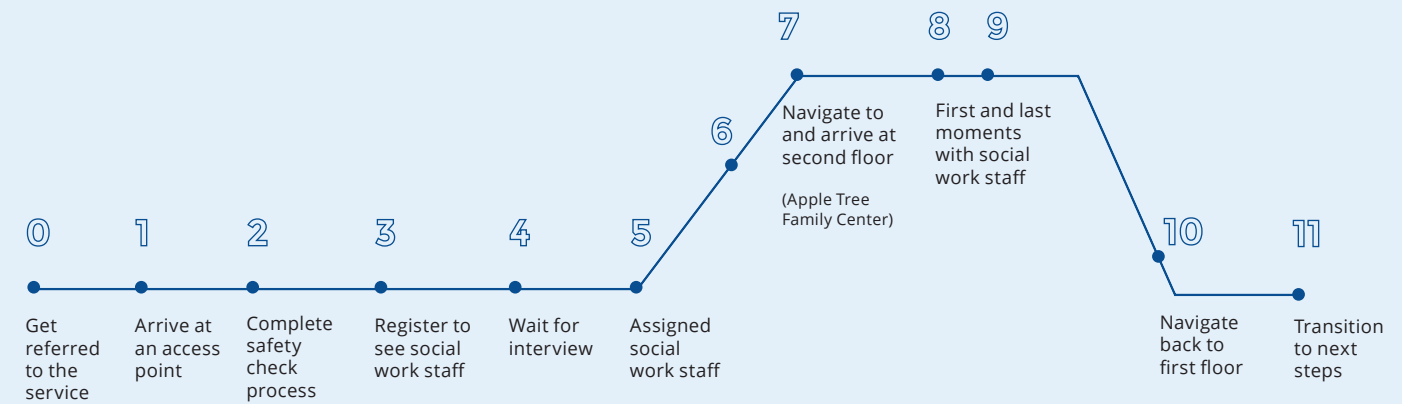 7
8
9
Navigate to
and arrive at
second floor
(Apple Tree
Family Center)
First and last
moments
with social
work staff
6
0
1
2
3
4
5
10
11
Get
referred
to the
service
Arrive at
an access
point
Complete
safety
check
process
Register to
see social
work staff
Wait for
interview
Assigned
social
work staff
Navigate
back to
first floor
Transition
to next
steps